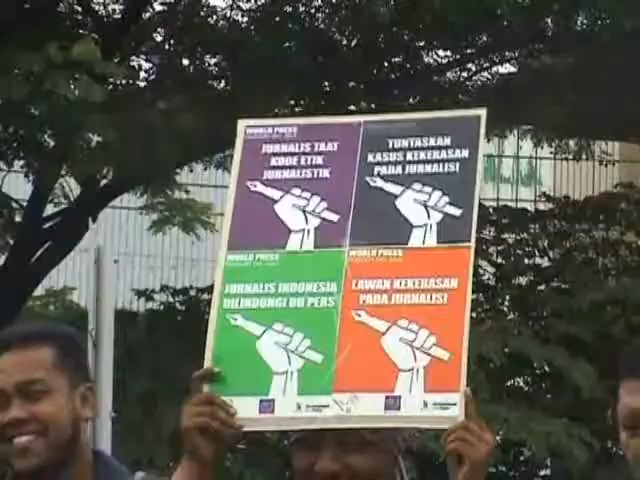 WORLD PRESS
JURNALIS TAAT
KODE ETIK
JURNALISTIK
TUNTASKAN
KASUS KEKERASAN
PADA JURNALIS!
WORLD PRESS
JURNALIS INDONESIA
DILINDUNGI UU PERS
WORLD PRESS
LAWAN KEKERASAN
PADA JURNALIS!